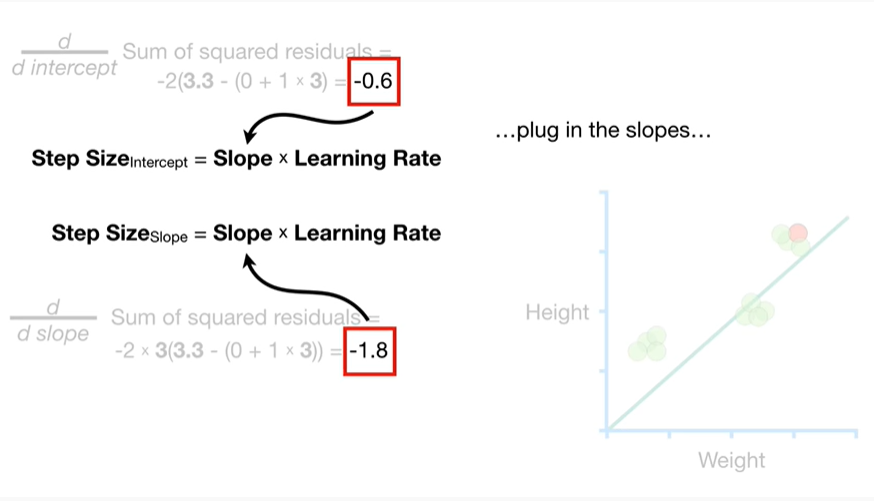 d
d intercept
Sum of squared residuals =
-2(3.3 - (0 + 1 × 3) = -0.6
…plug in the slopes…
Step SizeIntercept = Slope × Learning Rate
Step SizeSlope = Slope × Learning Rate
d
d slope
Sum of squared residuals =
-2 × 3(3.3 - (0 + 1 × 3)) = -1.8
Height
Weight